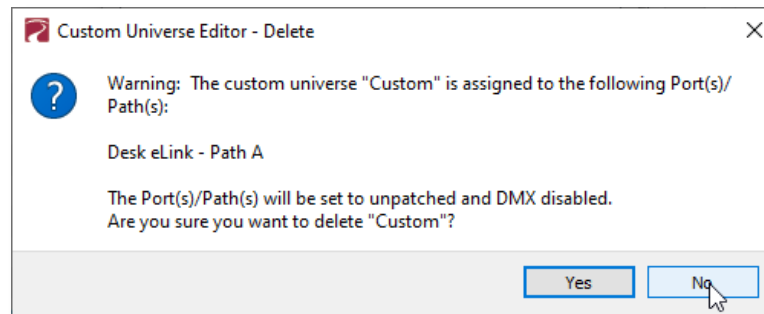 Custom Universe Editor - Delete
Warning:  The custom universe "Custom" is assigned to the following Port(s)/
Path(s):
Desk eLink - Path A
The Port(s)/Path(s) will be set to unpatched and DMX disabled.
Are you sure you want to delete "Custom"?
Yes
No